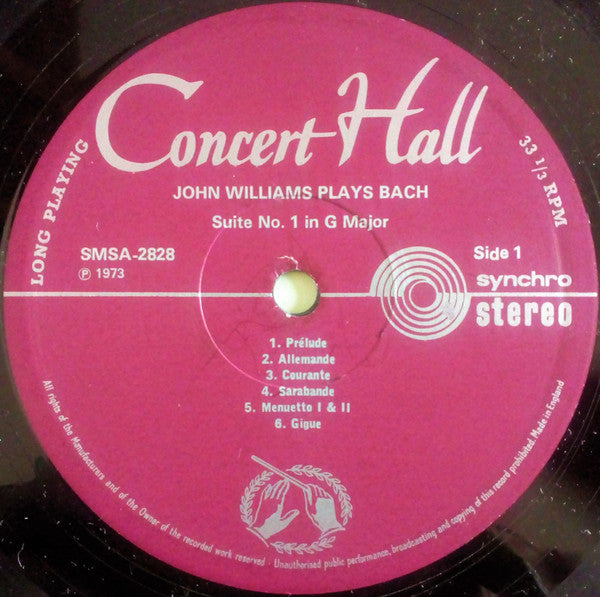 Concert Hall
LONG PLAYING
33 1/3 RPM
JOHN WILLIAMS PLAYS BACH
Suite No. 1 in G Major
SMSA-2828
Ⓟ 1973
Side 1
synchro
stereo
1. Prélude
2. Allemande
3. Courante
4. Sarabande
5. Menuetto I & II
6. Gigue
All rights of the Manufacturers and of the Owner of the recorded work reserved - Unauthorised public performance, broadcasting and copying of this record prohibited. Made in England